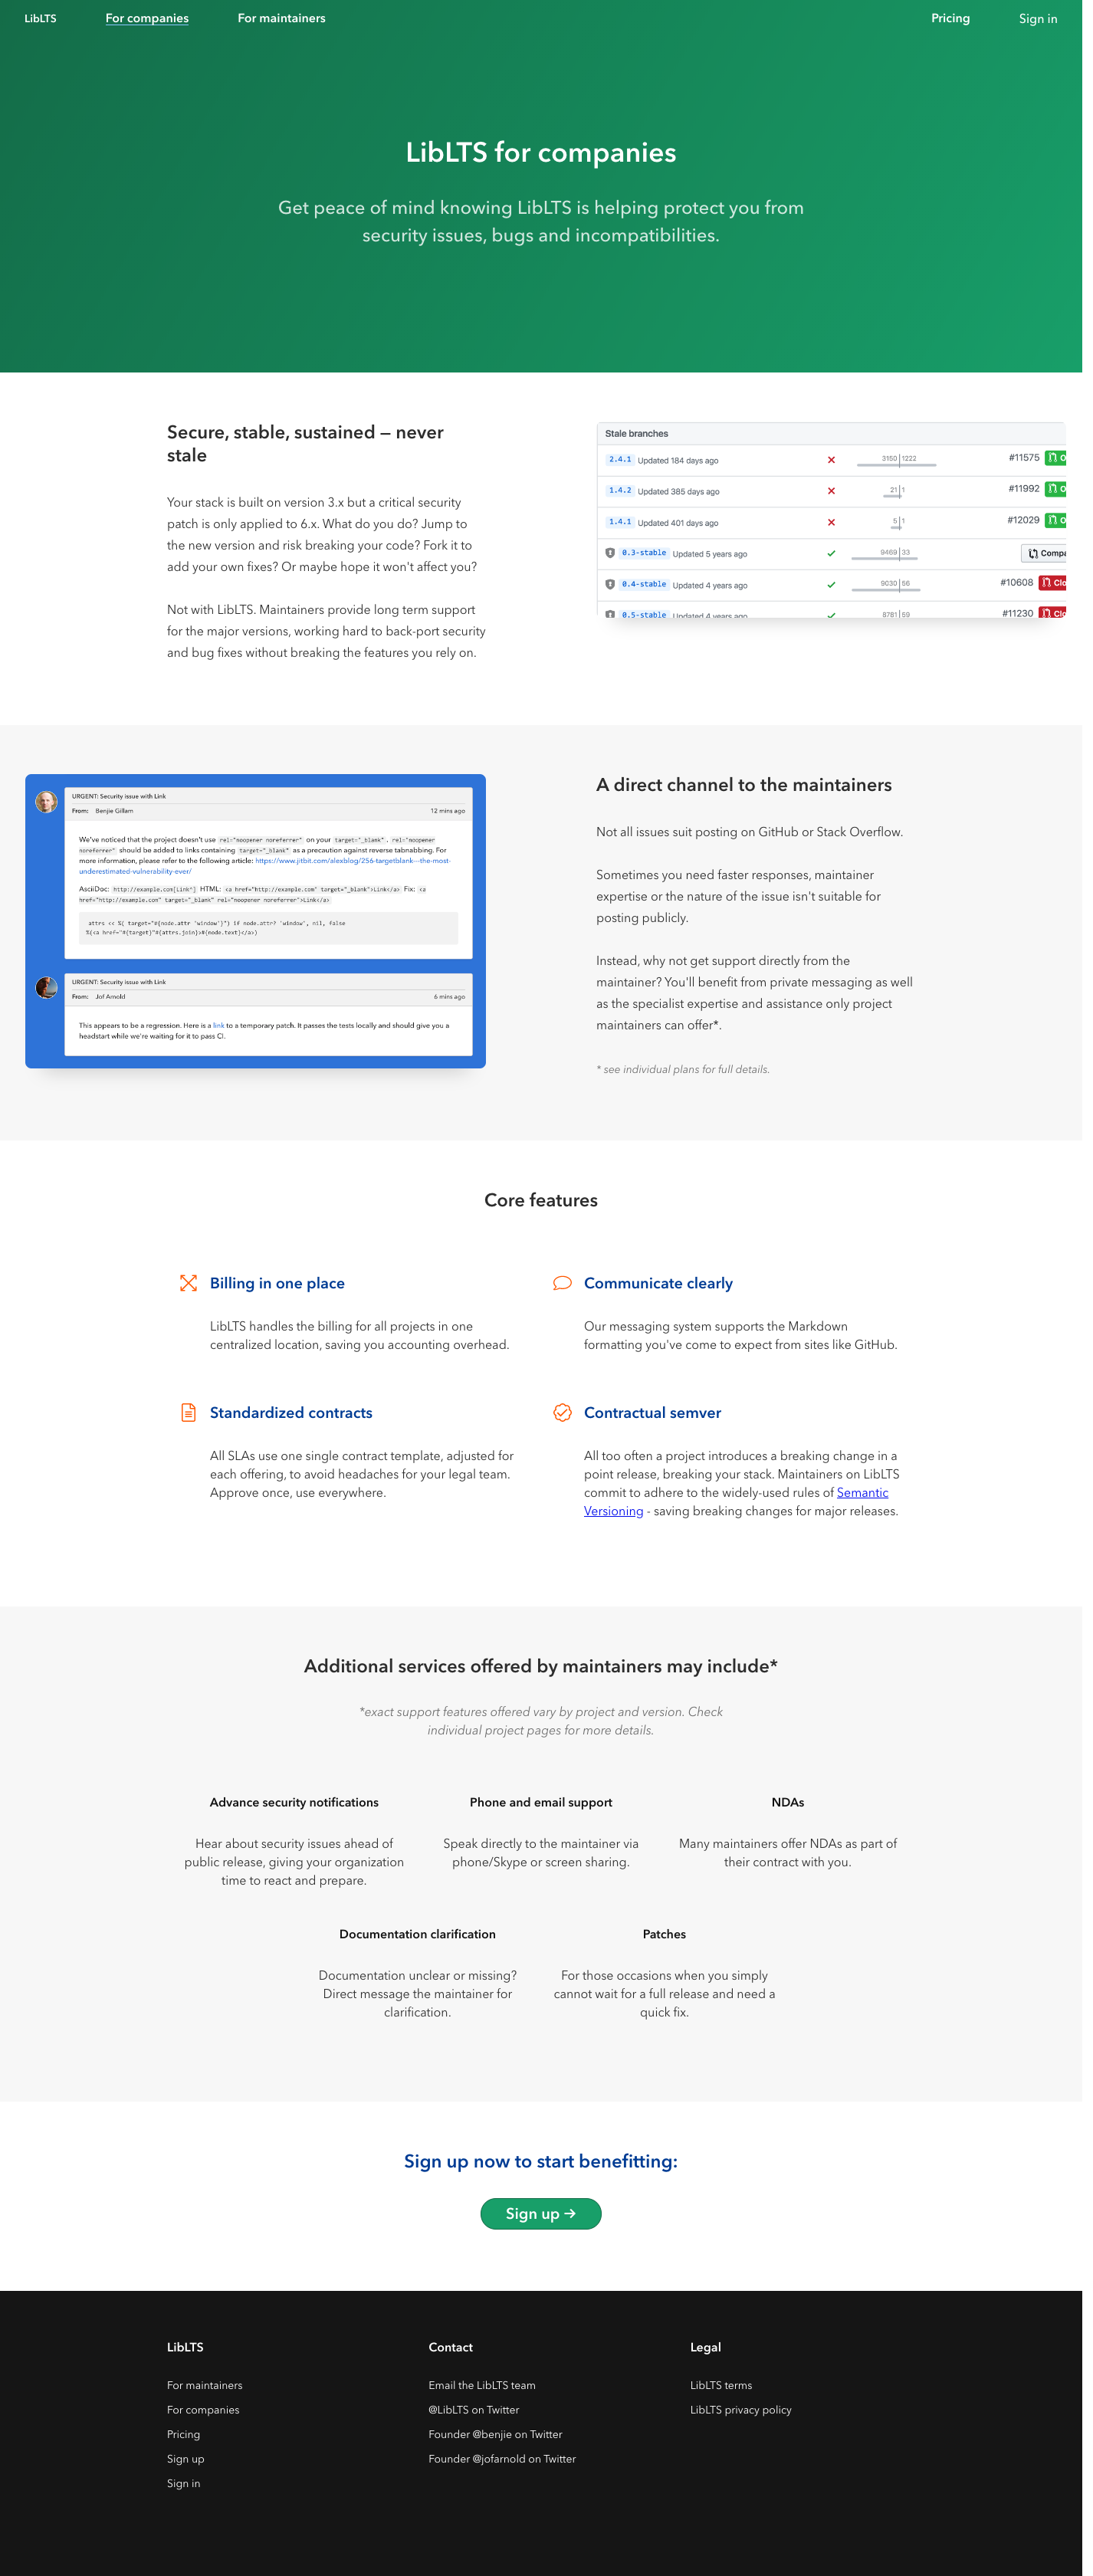 LibLTS
For companies
For maintainers
Pricing
Sign in
LibLTS for companies
Get peace of mind knowing LibLTS is helping protect you from
security issues, bugs and incompatibilities.
Secure, stable, sustained – never
stale
Your stack is built on version 3.x but a critical security
patch is only applied to 6.x. What do you do? Jump to
the new version and risk breaking your code? Fork it to
add your own fixes? Or maybe hope it won't affect you?
Not with LibLTS. Maintainers provide long term support
for the major versions, working hard to back-port security
and bug fixes without breaking the features you rely on.
Stale branches
2.4.1 Updated 184 days ago 3150 1222 #11575
1.4.2 Updated 385 days ago 21 1 #11992
1.4.1 Updated 401 days ago 5 1 #12029
0.3-stable Updated 5 years ago 9469 33 Compa
0.4-stable Updated 4 years ago 9030 56 #10608 Clo
0.5-stable Updated 4 years ago 8781 59 #11230 Clo
URGENT: Security issue with Link
From: Benjie Gillam 12 mins ago
We've noticed that the project doesn't use rel="noopener noreferrer" on your target="_blank". rel="noopener
noreferrer" should be added to links containing target="_blank" as a precaution against reverse tabnabbing. For
more information, please refer to the following article: https://www.jitbit.com/alexblog/256-targetblank---the-most-
underestimated-vulnerability-ever/
AsciiDoc: http://example.com[Link^] HTML: <a href="http://example.com" target="_blank">Link</a> Fix: <a
href="http://example.com" target="_blank" rel="noopener noreferrer">Link</a>
attrs << %( target="#{node.attr 'window'}") if node.attr? 'window', nil, false
%(<a href="#{target}"#{attrs.join}>#{node.text}</a>)
URGENT: Security issue with Link
From: Jof Arnold 6 mins ago
This appears to be a regression. Here is a link to a temporary patch. It passes the tests locally and should give you a
headstart while we're waiting for it to pass CI.
A direct channel to the maintainers
Not all issues suit posting on GitHub or Stack Overflow.
Sometimes you need faster responses, maintainer
expertise or the nature of the issue isn't suitable for
posting publicly.
Instead, why not get support directly from the
maintainer? You'll benefit from private messaging as well
as the specialist expertise and assistance only project
maintainers can offer*.
* see individual plans for full details.
Core features
Billing in one place
LibLTS handles the billing for all projects in one
centralized location, saving you accounting overhead.
Communicate clearly
Our messaging system supports the Markdown
formatting you've come to expect from sites like GitHub.
Standardized contracts
All SLAs use one single contract template, adjusted for
each offering, to avoid headaches for your legal team.
Approve once, use everywhere.
Contractual semver
All too often a project introduces a breaking change in a
point release, breaking your stack. Maintainers on LibLTS
commit to adhere to the widely-used rules of Semantic
Versioning - saving breaking changes for major releases.
Additional services offered by maintainers may include*
*exact support features offered vary by project and version. Check
individual project pages for more details.
Advance security notifications
Hear about security issues ahead of
public release, giving your organization
time to react and prepare.
Phone and email support
Speak directly to the maintainer via
phone/Skype or screen sharing.
NDAs
Many maintainers offer NDAs as part of
their contract with you.
Documentation clarification
Documentation unclear or missing?
Direct message the maintainer for
clarification.
Patches
For those occasions when you simply
cannot wait for a full release and need a
quick fix.
Sign up now to start benefitting:
Sign up →
LibLTS
For maintainers
For companies
Pricing
Sign up
Sign in
Contact
Email the LibLTS team
@LibLTS on Twitter
Founder @benjie on Twitter
Founder @jofarnold on Twitter
Legal
LibLTS terms
LibLTS privacy policy